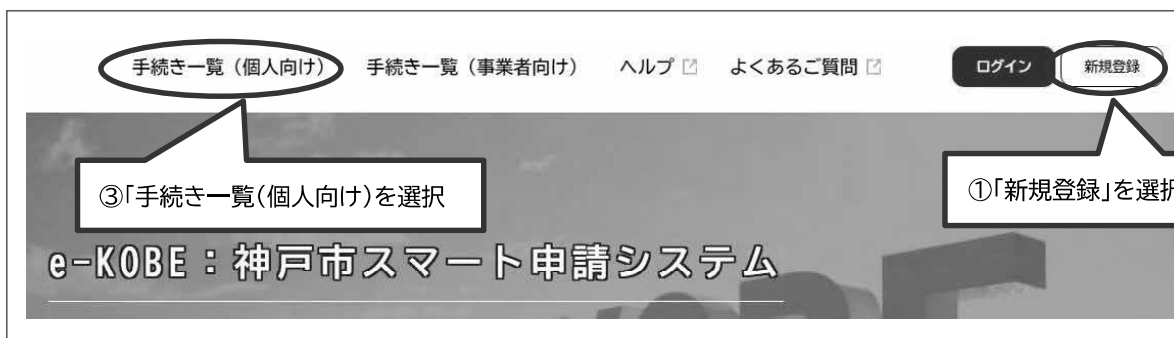 手続き一覧（個人向け） 手続き一覧（事業者向け） ヘルプ よくあるご質問 ログイン 新規登録
③「手続き一覧(個人向け)を選択
①「新規登録」を選択
e-KOBE：神戸市スマート申請システム